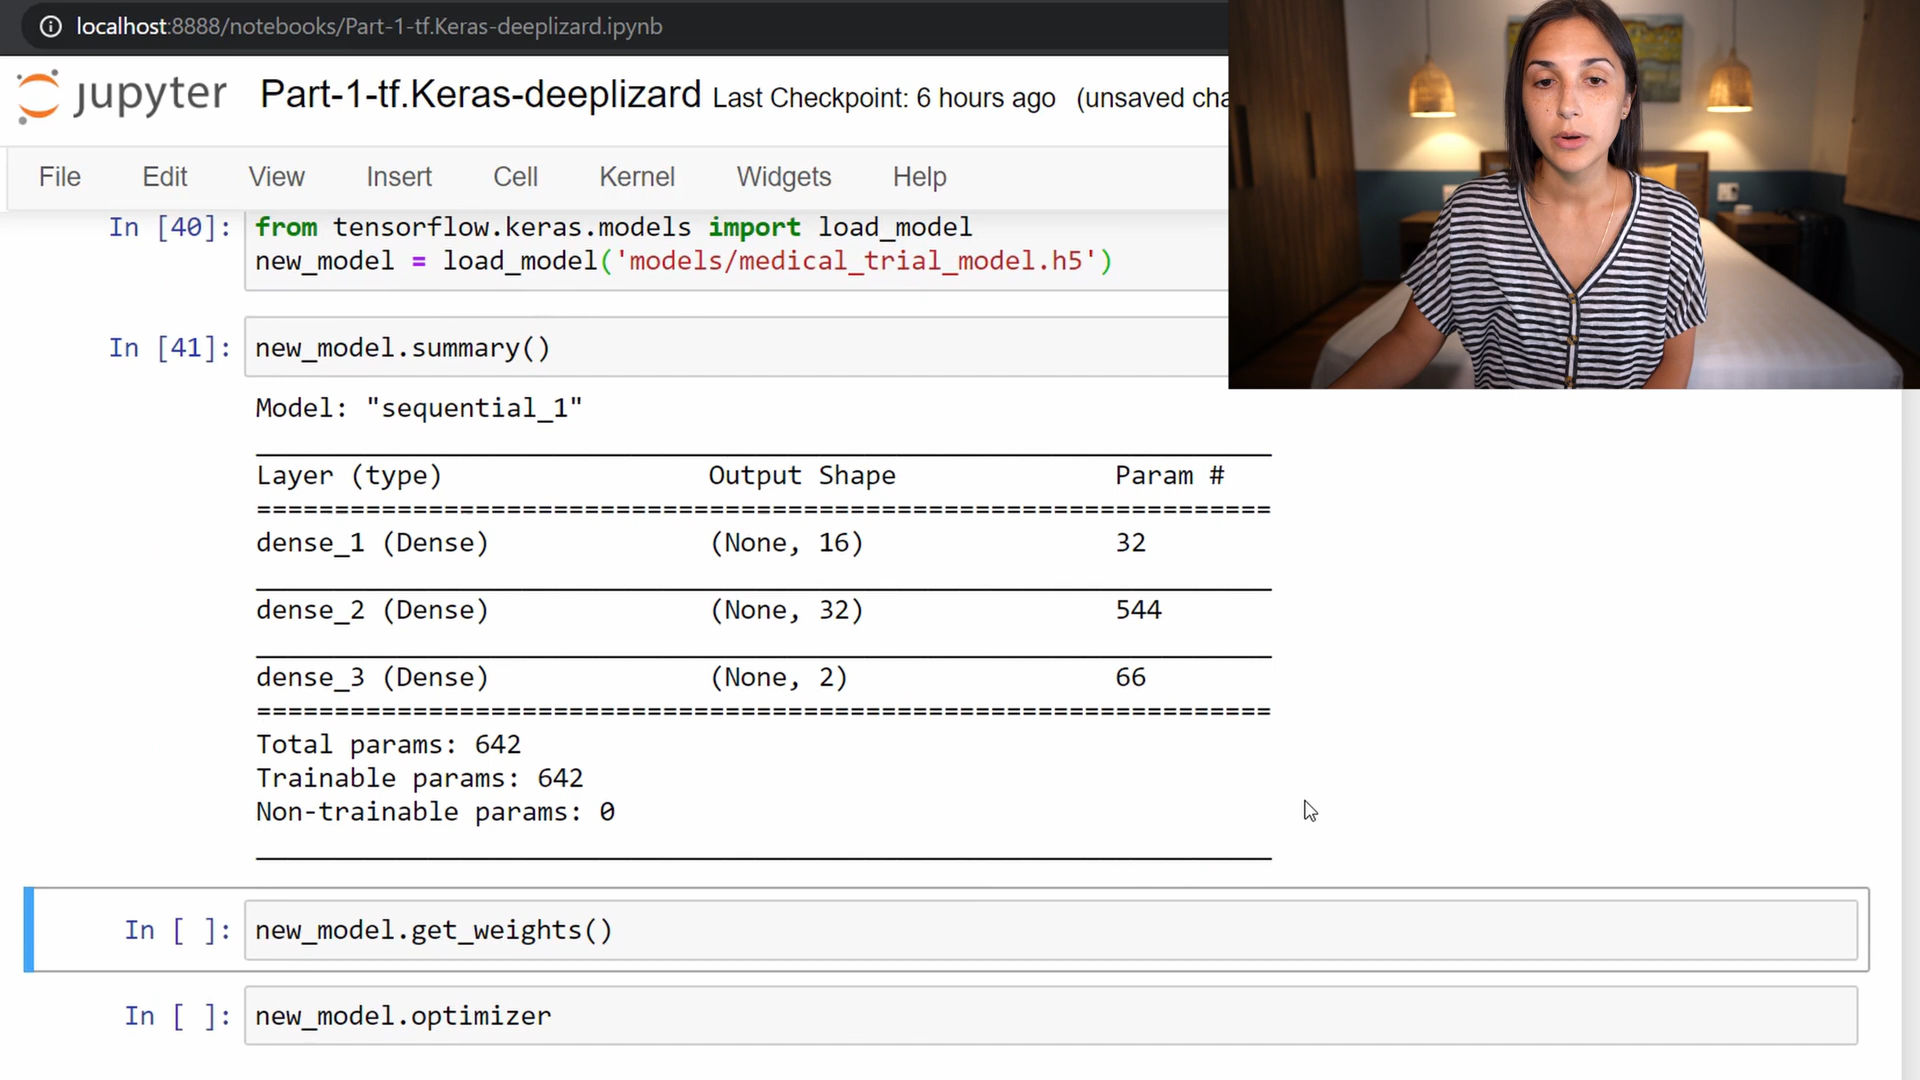 localhost:8888/notebooks/Part-1-tf.Keras-deeplizard.ipynb
jupyter Part-1-tf.Keras-deeplizard Last Checkpoint: 6 hours ago (unsaved cha
File Edit View Insert Cell Kernel Widgets Help
In [40]: from tensorflow.keras.models import load_model
new_model = load_model('models/medical_trial_model.h5')
In [41]: new_model.summary()
Model: "sequential_1"
Layer (type) Output Shape Param #
=================================================================
dense_1 (Dense) (None, 16) 32
dense_2 (Dense) (None, 32) 544
dense_3 (Dense) (None, 2) 66
=================================================================
Total params: 642
Trainable params: 642
Non-trainable params: 0
In [ ]: new_model.get_weights()
In [ ]: new_model.optimizer